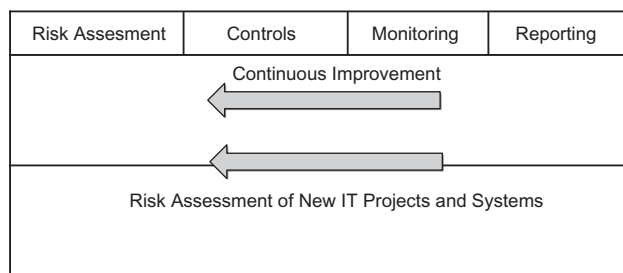 Risk Assesment Controls Monitoring Reporting
Continuous Improvement
Risk Assessment of New IT Projects and Systems